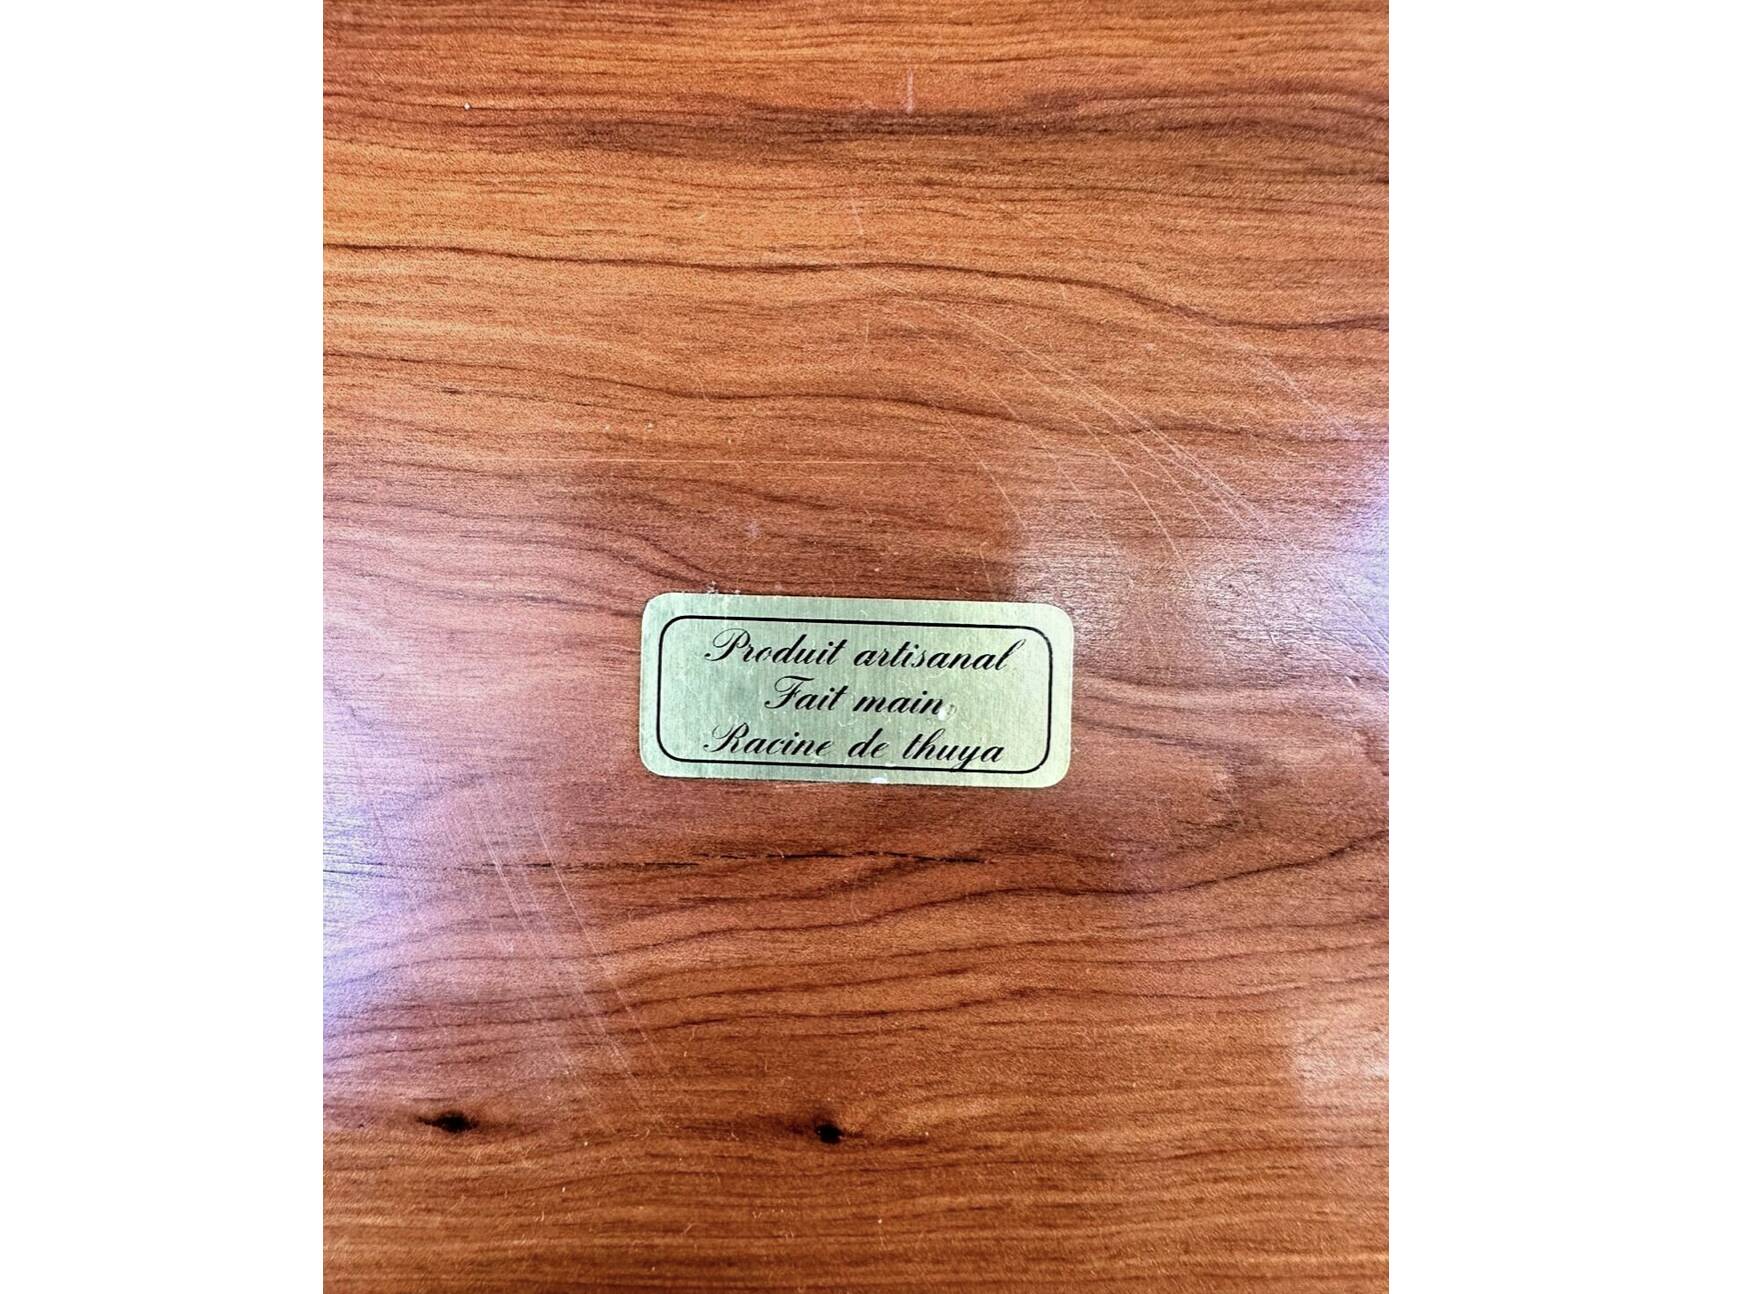 Produit artisanal
Fait main
Racine de thuya